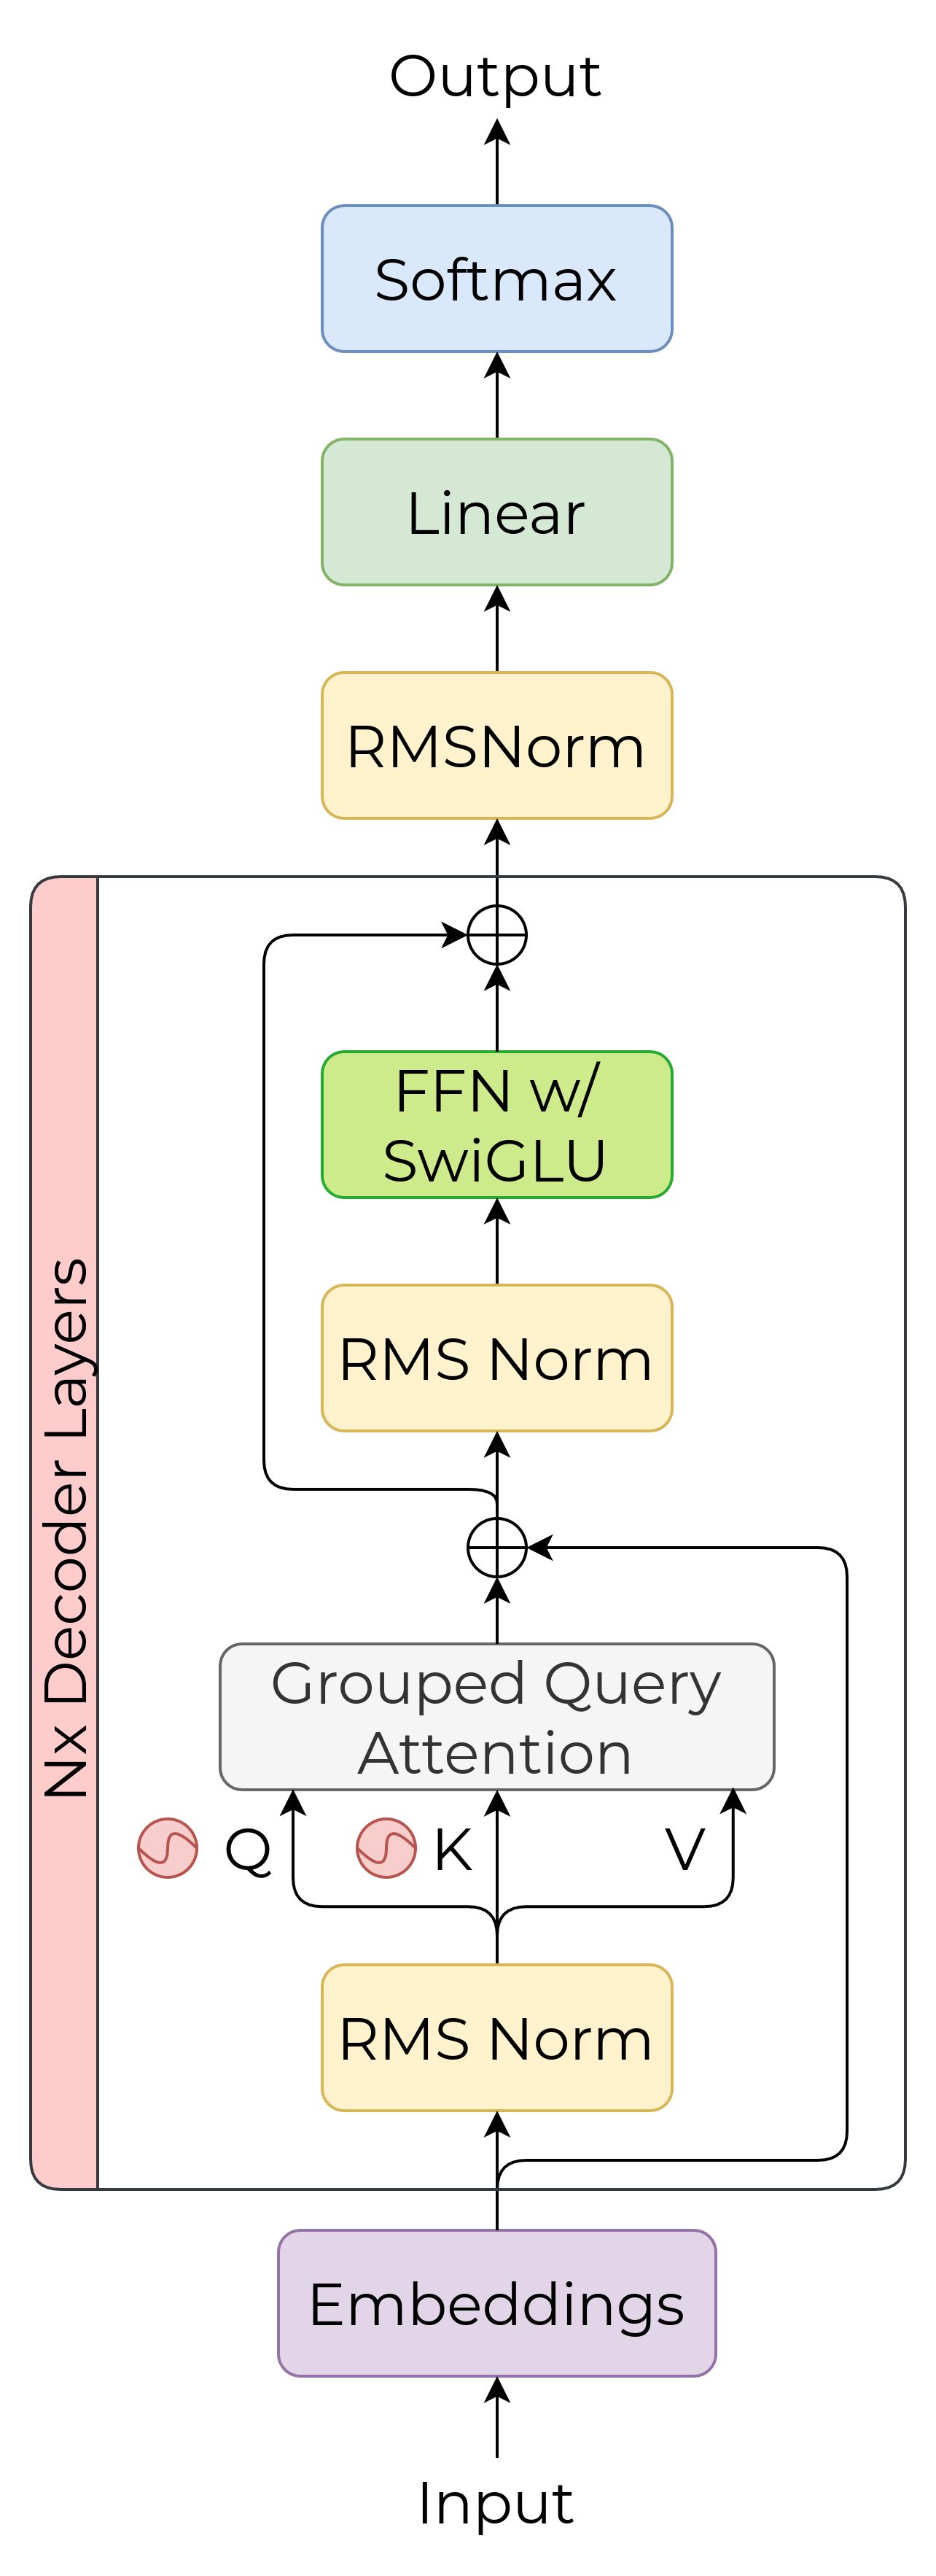 Output
Softmax
Linear
RMSNorm
FFN w/
SwiGLU
RMS Norm
Nx Decoder Layers
Grouped Query
Attention
Q K V
RMS Norm
Embeddings
Input